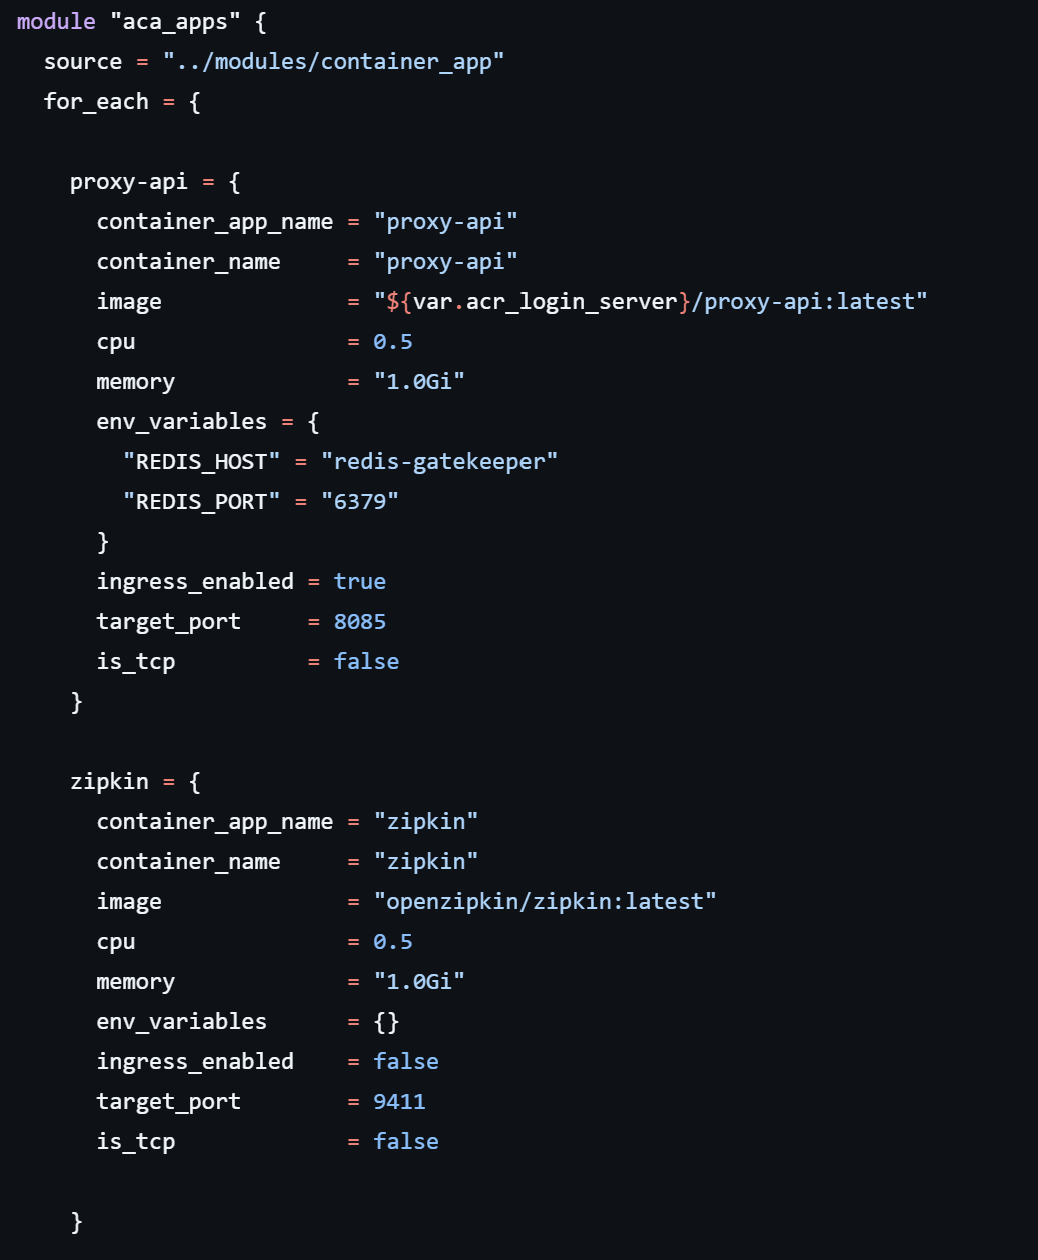 module "aca_apps" {
  source = "../modules/container_app"
  for_each = {

    proxy-api = {
      container_app_name = "proxy-api"
      container_name     = "proxy-api"
      image              = "${var.acr_login_server}/proxy-api:latest"
      cpu                = 0.5
      memory             = "1.0Gi"
      env_variables = {
        "REDIS_HOST" = "redis-gatekeeper"
        "REDIS_PORT" = "6379"
      }
      ingress_enabled = true
      target_port     = 8085
      is_tcp          = false
    }

    zipkin = {
      container_app_name = "zipkin"
      container_name     = "zipkin"
      image              = "openzipkin/zipkin:latest"
      cpu                = 0.5
      memory             = "1.0Gi"
      env_variables      = {}
      ingress_enabled    = false
      target_port        = 9411
      is_tcp             = false

    }